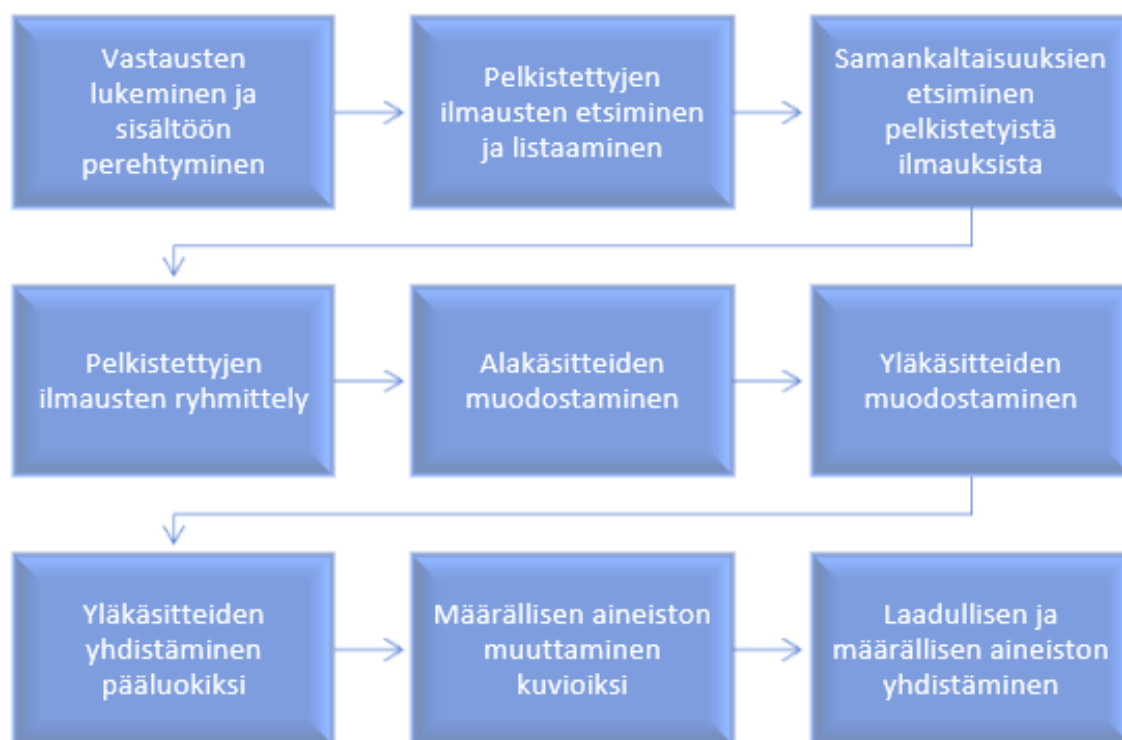 Vastausten
lukeminen ja
sisältöön
perehtyminen
Pelkistettyjen
ilmausten etsiminen
ja listaaminen
Samankaltaisuuksien
etsiminen
pelkistetyistä
ilmauksista
Pelkistettyjen
ilmausten ryhmittely
Alakäsitteiden
muodostaminen
Yläkäsitteiden
muodostaminen
Yläkäsitteiden
yhdistäminen
pääluokiksi
Määrällisen aineiston
muuttaminen
kuvioiksi
Laadullisen ja
määrällisen aineiston
yhdistäminen